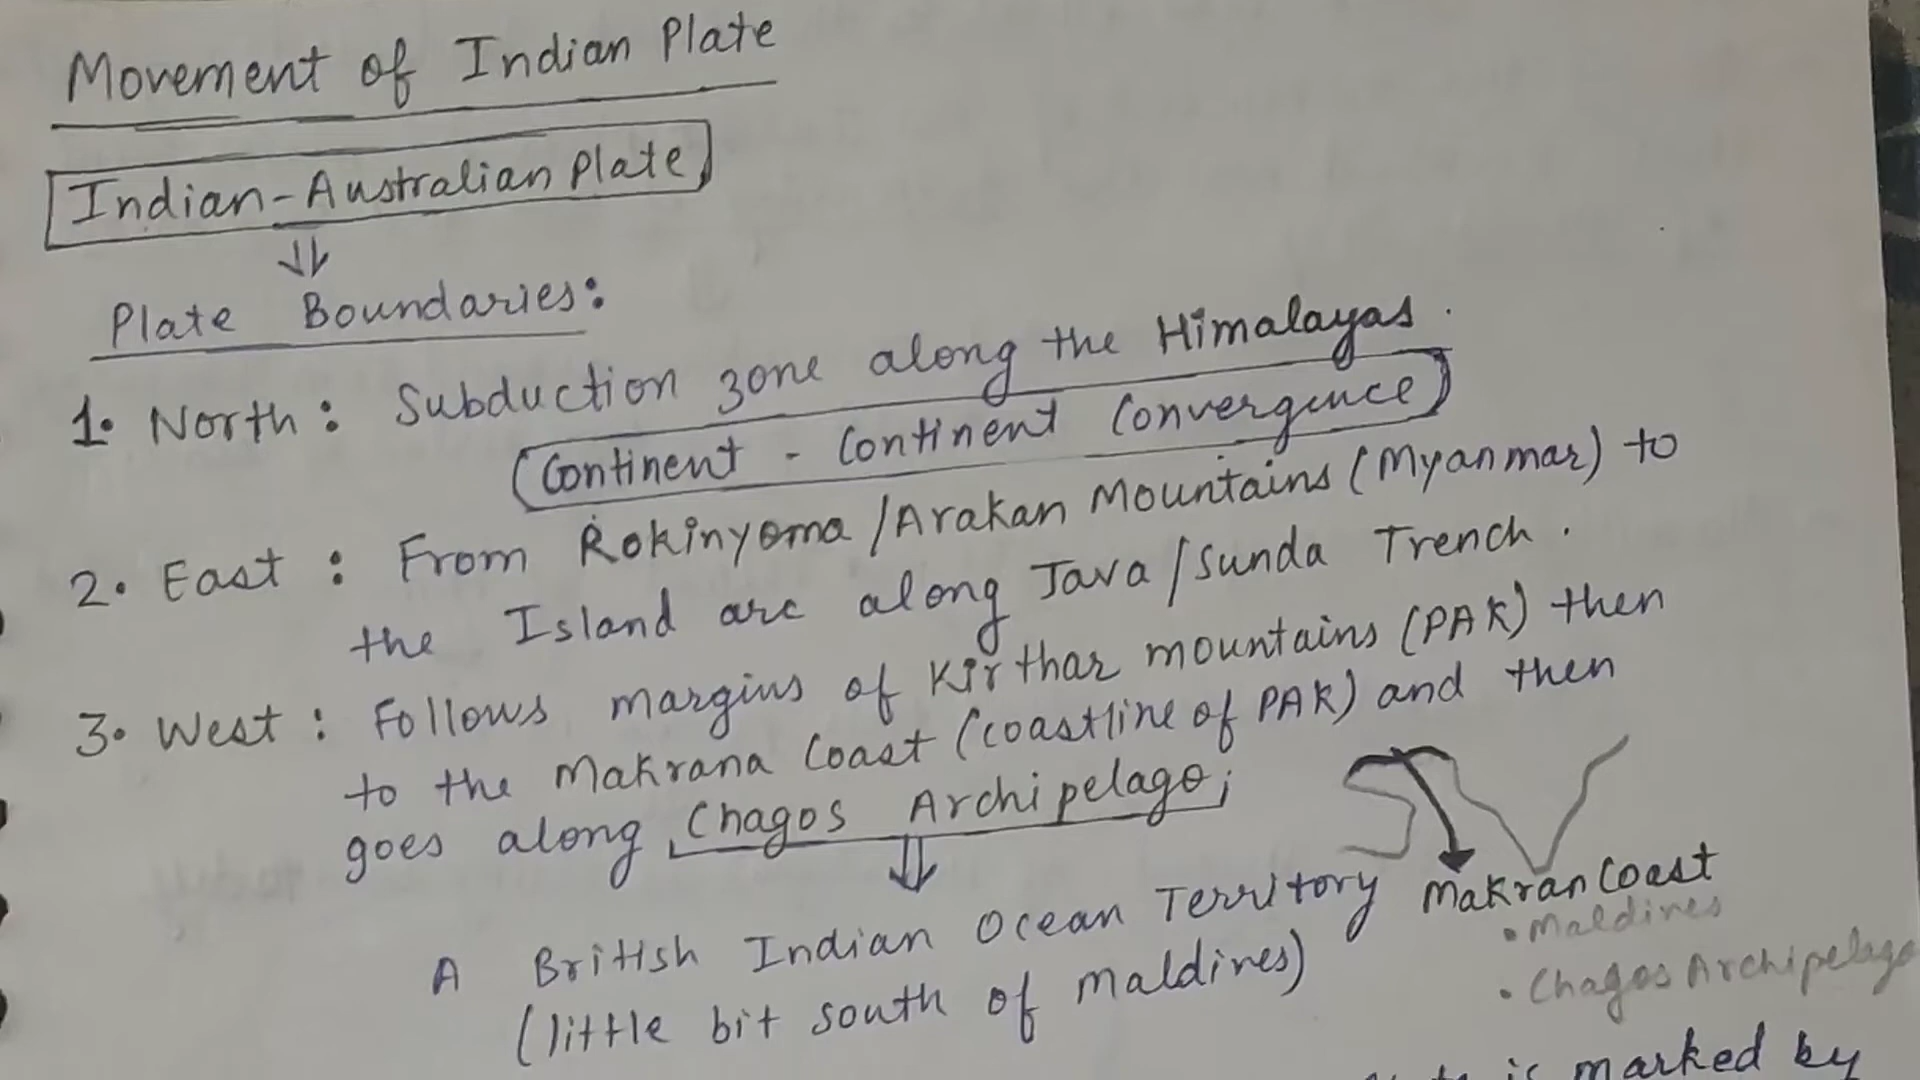 Movement of Indian Plate
Indian-Australian Plate
Plate Boundaries:
1. North: Subduction zone along the Himalayas.
(Continent - Continent Convergence)
2. East: From Rokinyoma/Arakan Mountains (Myanmar) to
the Island arc along Java/Sunda Trench.
3. West: Follows margins of Kirthar mountains (PAK) then
to the Makrana Coast (coastline of PAK) and then
goes along Chagos Archipelago;
Makran Coast
• Maldives
• Chagos Archipelago
A British Indian Ocean Territory
(little bit south of maldives)
is marked by